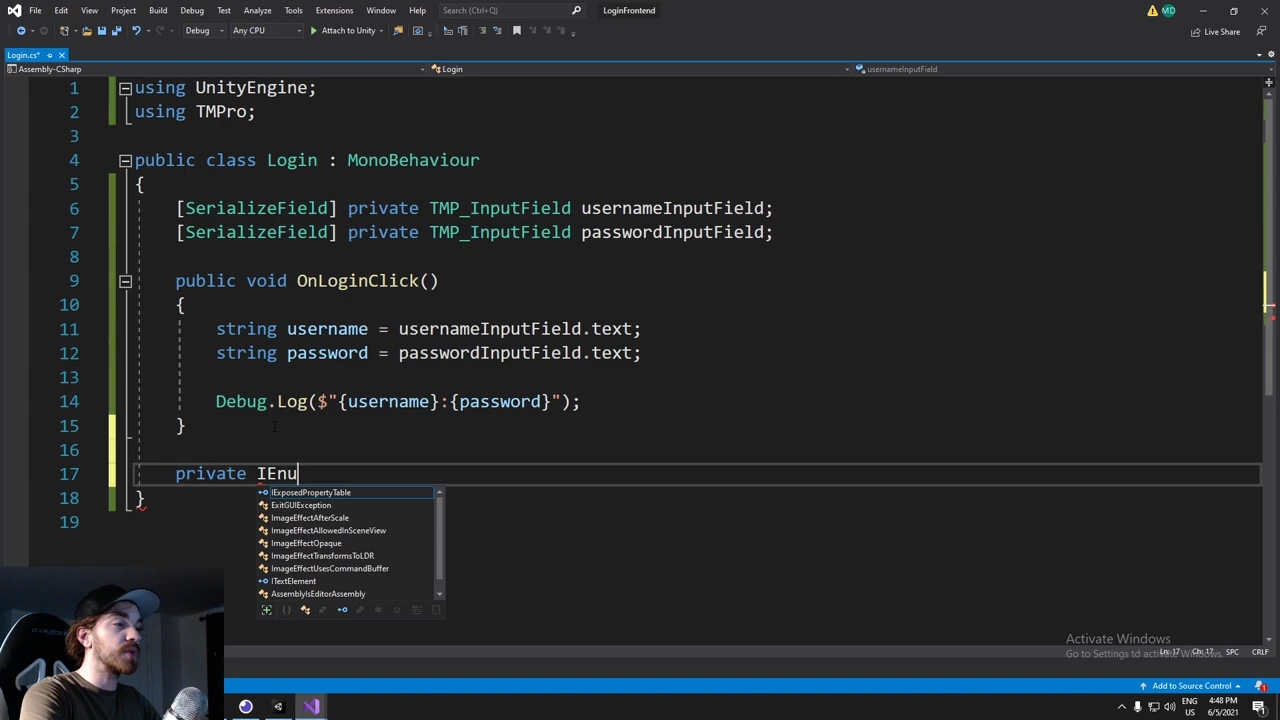 File Edit View Git Project Build Debug Test Analyze Tools Extensions Window Help Search (Ctrl+Q) LoginFrontend MD
Debug Any CPU Attach to Unity Live Share
Login.cs*
Assembly-CSharp Login usernameInputField
1 using UnityEngine;
2 using TMPro;
3
4 public class Login : MonoBehaviour
5 {
6 [SerializeField] private TMP_InputField usernameInputField;
7 [SerializeField] private TMP_InputField passwordInputField;
8
9 public void OnLoginClick()
10 {
11 string username = usernameInputField.text;
12 string password = passwordInputField.text;
13
14 Debug.Log($"{username}:{password}");
15 }
16
17 private IEnu
18 }
19
IExposedPropertyTable
ExitGUIException
ImageEffectAfterScale
ImageEffectAllowedInSceneView
ImageEffectOpaque
ImageEffectTransformsToLDR
ImageEffectUsesCommandBuffer
ITextElement
AssemblyIsEditorAssembly
Activate Windows
Go to Settings to activate Windows.
Ln: 17 Ch: 17 SPC CRLF
Add to Source Control 1
ENG
US
4:48 PM
6/5/2021
1